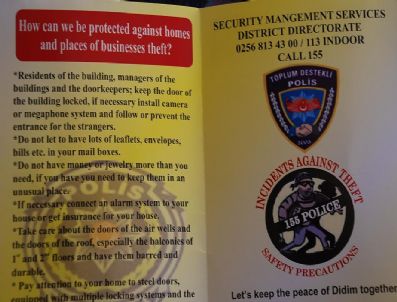 How can we be protected against homes
and places of businesses theft?
*Residents of the building, managers of the
buildings and the doorkeepers; keep the door
of the building locked, if necessary install camera
or megaphone system and follow or prevent the
entrance for the strangers.
*Do not let to have lots of leaflets, envelopes,
bills etc. in your mail boxes.
*Do not have money or jewelry more than you
need, if you have you need to keep them in an
unusual place.
*If necessary connect an alarm system to your
house or get insurance for your house.
*Take care about the doors of the air wells and
the doors of the roof, especially the balconies of
1st and 2nd floors and have them barred and
durable.
* Pay attention to your home to steel doors,
equipped with multiple locking systems and the
SECURITY MANGEMENT SERVICES
DISTRICT DIRECTORATE
0256 813 43 00 / 113 INDOOR
CALL 155
TOPLUM DESTEKLİ
POLİS
INCIDENTS AGAINST THEFT
155 POLICE
SAFETY PRECAUTIONS
Let's keep the peace of Didim together